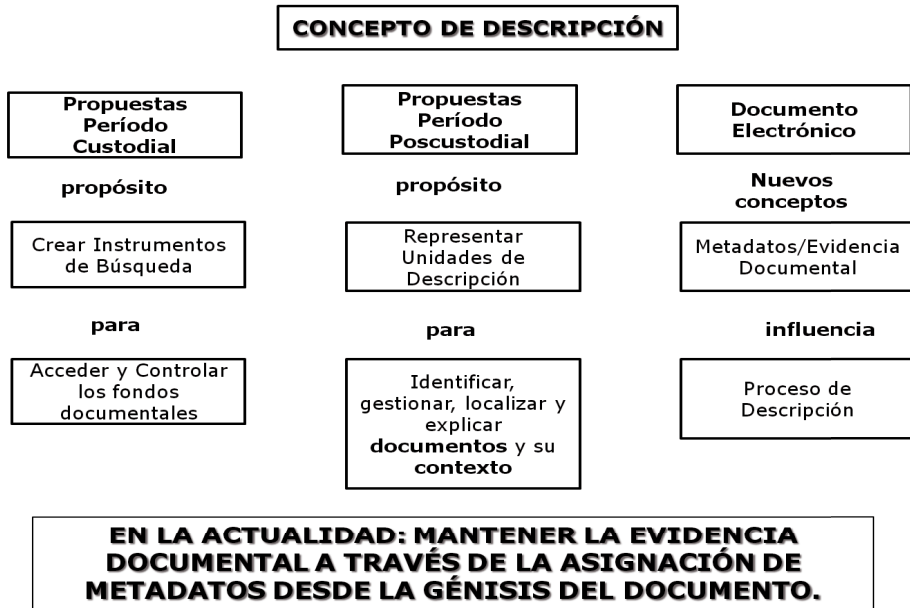 CONCEPTO DE DESCRIPCIÓN
Propuestas
Período
Custodial
propósito
Crear Instrumentos
de Búsqueda
para
Acceder y Controlar
los fondos
documentales
Propuestas
Período
Poscustodial
propósito
Representar
Unidades de
Descripción
para
Identificar,
gestionar, localizar y
explicar
documentos y su
contexto
Documento
Electrónico
Nuevos
conceptos
Metadatos/Evidencia
Documental
influencia
Proceso de
Descripción
EN LA ACTUALIDAD: MANTENER LA EVIDENCIA
DOCUMENTAL A TRAVÉS DE LA ASIGNACIÓN DE
METADATOS DESDE LA GÉNISIS DEL DOCUMENTO.